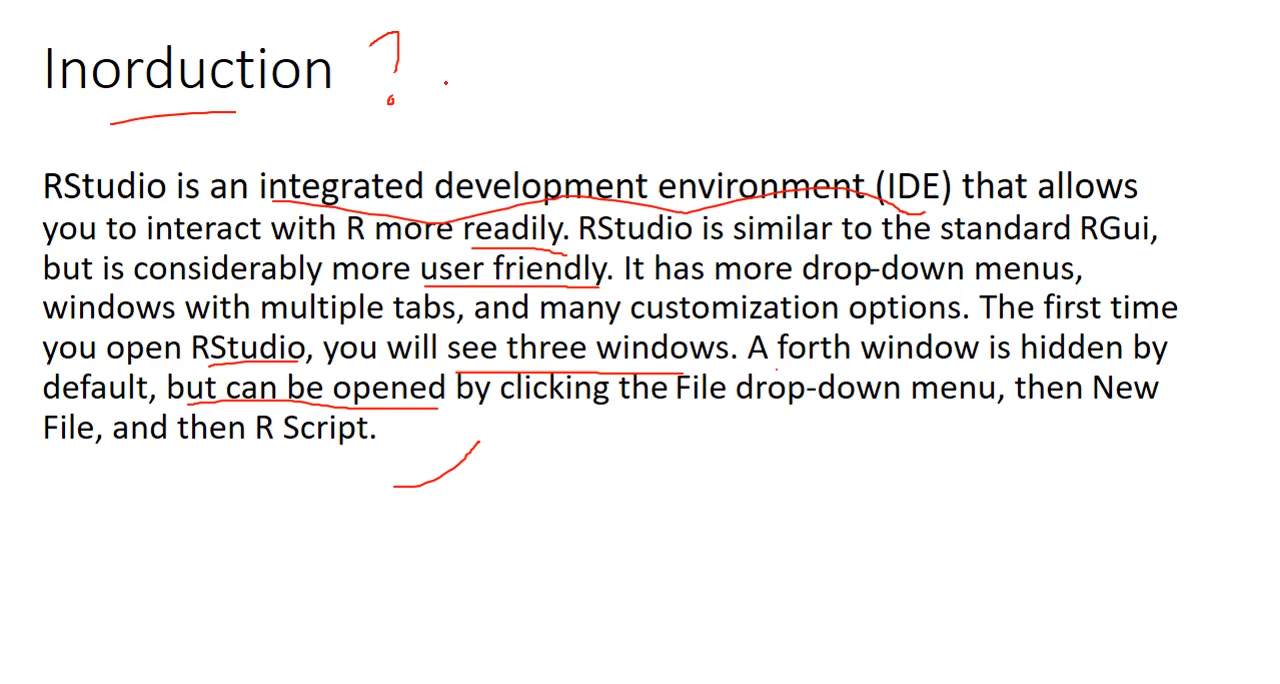 Inorduction ?
RStudio is an integrated development environment (IDE) that allows
you to interact with R more readily. RStudio is similar to the standard RGui,
but is considerably more user friendly. It has more drop-down menus,
windows with multiple tabs, and many customization options. The first time
you open RStudio, you will see three windows. A forth window is hidden by
default, but can be opened by clicking the File drop-down menu, then New
File, and then R Script.